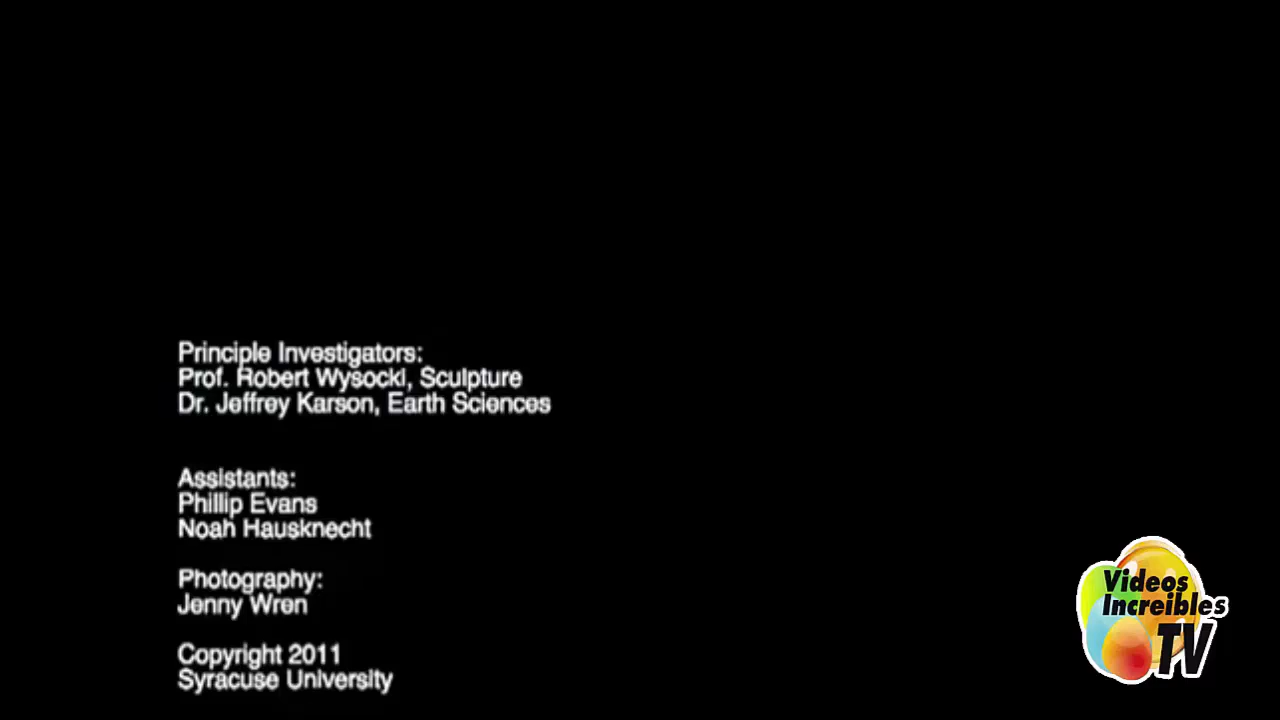 Principle Investigators:
Prof. Robert Wysocki, Sculpture
Dr. Jeffrey Karson, Earth Sciences
Assistants:
Phillip Evans
Noah Hausknecht
Photography:
Jenny Wren
Copyright 2011
Syracuse University
Videos
Increibles
TV